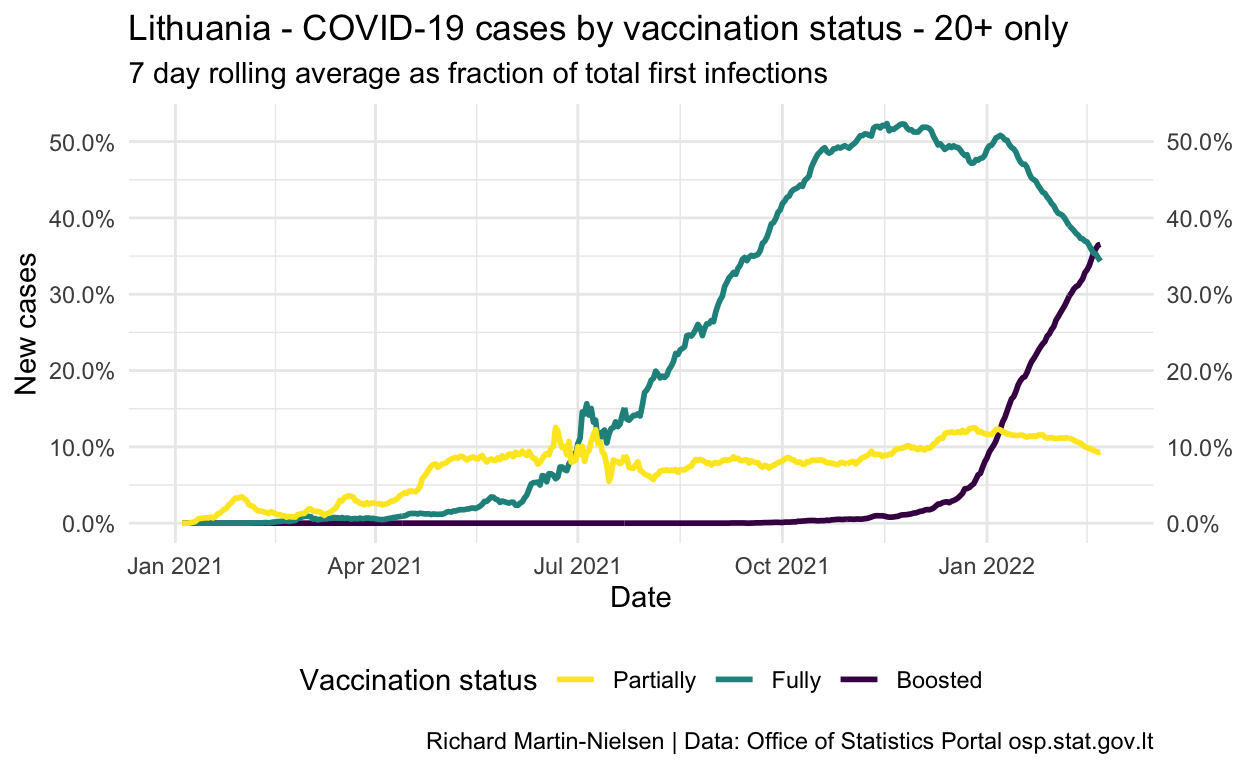 Lithuania - COVID-19 cases by vaccination status - 20+ only
7 day rolling average as fraction of total first infections
New cases
50.0%
40.0%
30.0%
20.0%
10.0%
0.0%
50.0%
40.0%
30.0%
20.0%
10.0%
0.0%
Jan 2021 Apr 2021 Jul 2021 Oct 2021 Jan 2022
Date
Vaccination status Partially Fully Boosted
Richard Martin-Nielsen | Data: Office of Statistics Portal osp.stat.gov.lt